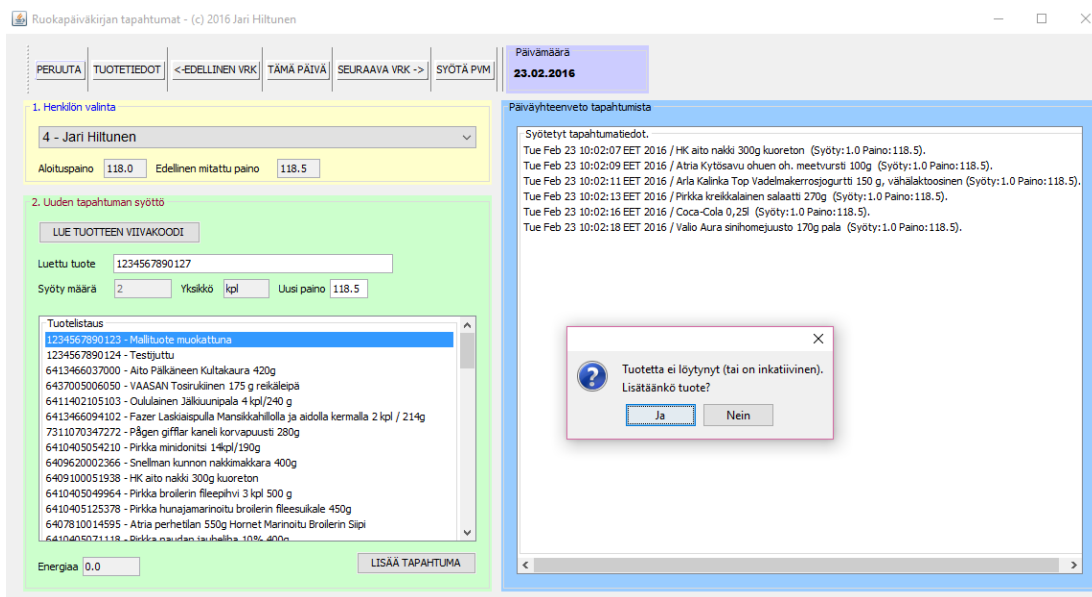 Ruokapäiväkirjan tapahtumat - (c) 2016 Jari Hiltunen
PERUUTA TUOTETIEDOT <-EDELLINEN VRK TÄMÄ PÄIVÄ SEURAAVA VRK -> SYÖTÄ PVM
Päivämäärä
23.02.2016
1. Henkilön valinta
4 - Jari Hiltunen
Aloituspaino 118.0 Edellinen mitattu paino 118.5
2. Uuden tapahtuman syöttö
LUE TUOTTEEN VIIVAKOODI
Luettu tuote 1234567890127
Syöty määrä 2 Yksikkö kpl Uusi paino 118.5
Tuotelistaus
1234567890123 - Mallituote muokattuna
1234567890124 - Testijuttu
6413466037000 - Aito Pälkäneen Kultakaura 420g
6437005006050 - VAASAN Tosirukiinen 175 g reikäleipä
6411402105103 - Oululainen Jälkiuunipala 4 kpl/240 g
6413466094102 - Fazer Laskiaispulla Mansikkahillolla ja aidolla kermalla 2 kpl / 214g
7311070347272 - Pågen gifflar kaneli korvapuusti 280g
6410405054210 - Pirkka minidonitsi 14kpl/190g
6409620002366 - Snellman kunnon nakkimakkara 400g
6409100051938 - HK aito nakki 300g kuoreton
6410405049964 - Pirkka broilerin fileepihvi 3 kpl 500 g
6410405125378 - Pirkka hunajamarinoitu broilerin fileesuikale 450g
6407810014595 - Atria perhetilan 550g Hornet Marinoitu Broilerin Siipi
6410405071118 - Pirkka naudan jauheliha 10% 400g
Energiaa 0.0 LISÄÄ TAPAHTUMA
Päiväyhteenveto tapahtumista
Syötetyt tapahtumatiedot.
Tue Feb 23 10:02:07 EET 2016 / HK aito nakki 300g kuoreton (Syöty:1.0 Paino:118.5).
Tue Feb 23 10:02:09 EET 2016 / Atria Kytösavu ohuen oh. meetvursti 100g (Syöty:1.0 Paino:118.5).
Tue Feb 23 10:02:11 EET 2016 / Arla Kalinka Top Vadelmakerrosjogurtti 150 g, vähälaktoosinen (Syöty:1.0 Paino:118.5).
Tue Feb 23 10:02:13 EET 2016 / Pirkka kreikkalainen salaatti 270g (Syöty:1.0 Paino:118.5).
Tue Feb 23 10:02:16 EET 2016 / Coca-Cola 0,25l (Syöty:1.0 Paino:118.5).
Tue Feb 23 10:02:18 EET 2016 / Valio Aura sinihomejuusto 170g pala (Syöty:1.0 Paino:118.5).
Tuotetta ei löytynyt (tai on inkatiivinen).
Lisätäänkö tuote?
Ja Nein